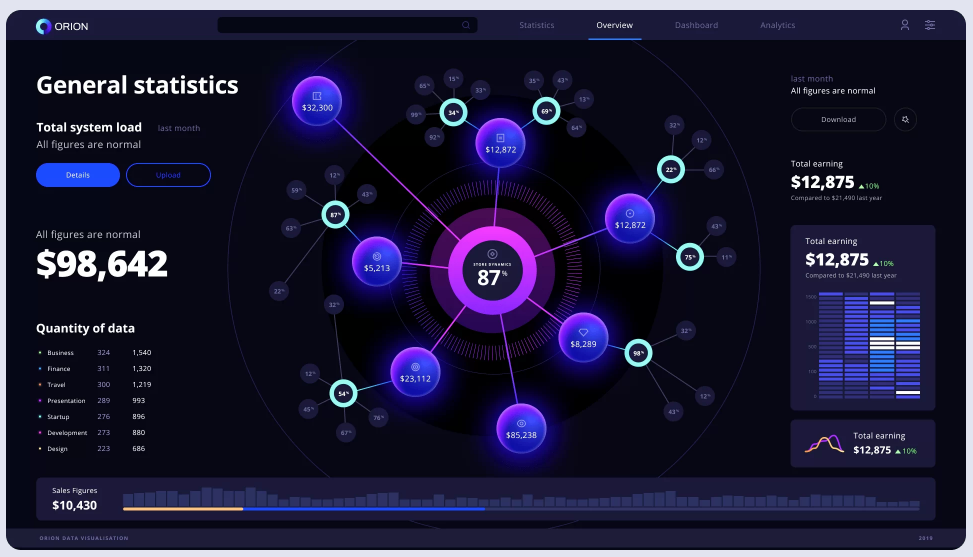 ORION
Statistics
Overview
Dashboard
Analytics
General statistics
Total system load last month
All figures are normal
Details
Upload
All figures are normal
$98,642
Quantity of data
Business 324 1,540
Finance 311 1,320
Travel 300 1,219
Presentation 289 993
Startup 276 896
Development 273 880
Design 223 686
$32,300
65%
15%
33%
98%
34%
92%
35%
43%
13%
69%
84%
$12,872
32%
12%
22%
66%
$12,872
43%
75%
11%
12%
59%
43%
87%
63%
22%
$5,213
STORE DYNAMICS
87%
$8,289
32%
98%
12%
43%
$23,112
32%
12%
54%
45%
76%
67%
$85,238
last month
All figures are normal
Download
Total earning
$12,875 ▲10%
Compared to $21,490 last year
Total earning
$12,875 ▲10%
Compared to $21,490 last year
0
Total earning
$12,875 ▲10%
Sales Figures
$10,430
ORION DATA VISUALISATION
2019